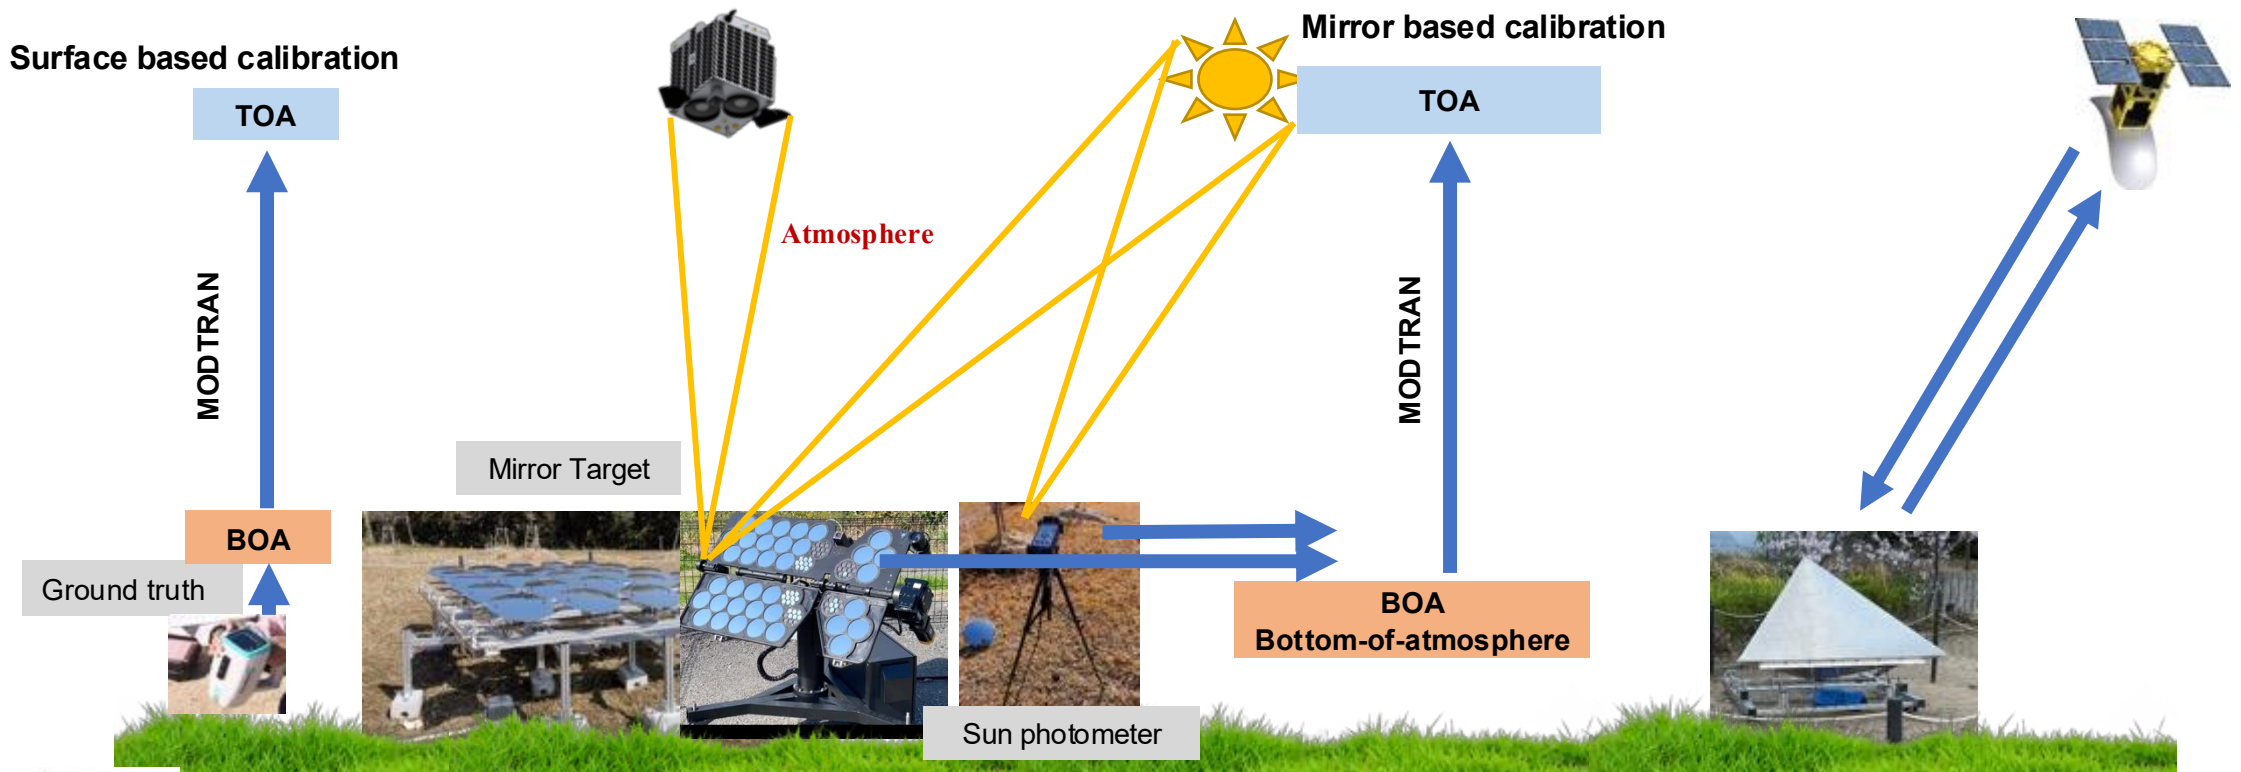 Surface based calibration
TOA
MODTRAN
BOA
Ground truth
Mirror Target
Atmosphere
Sun photometer
Mirror based calibration
TOA
MODTRAN
BOA
Bottom-of-atmosphere